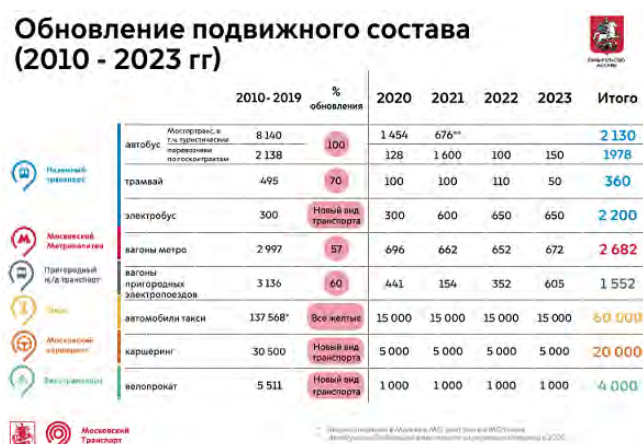 Обновление подвижного состава
(2010 - 2023 гг)
ПРАВИТЕЛЬСТВО
МОСКВЫ
2010-2019 % обновления 2020 2021 2022 2023 Итого
Наземный транспорт
автобус
Мосгортранс, в т.ч. туристические 8 140 100 1 454 676** 2 130
перевозчики по госконтрактам 2 138 128 1 600 100 150 1978
трамвай 495 70 100 100 110 50 360
электробус 300 Новый вид транспорта 300 600 650 650 2 200
Московский Метрополитен
вагоны метро 2 997 57 696 662 652 672 2 682
Пригородный ж/д транспорт
вагоны пригородных электропоездов 3 136 60 441 154 352 605 1 552
Такси
автомобили такси 137 568* Все желтые 15 000 15 000 15 000 15 000 60 000
Московский каршеринг
каршеринг 30 500 Новый вид транспорта 5 000 5 000 5 000 5 000 20 000
Велотранспорт
велопрокат 5 511 Новый вид транспорта 1 000 1 000 1 000 1 000 4 000
Московский
Транспорт